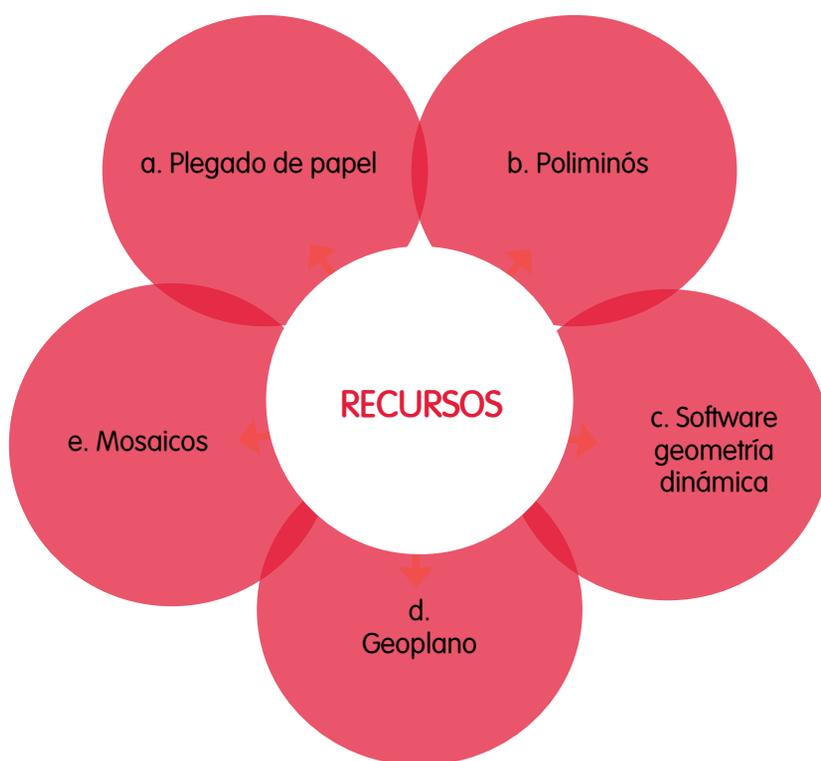 a. Plegado de papel
b. Poliminós
RECURSOS
c. Software
geometría
dinámica
e. Mosaicos
d.
Geoplano